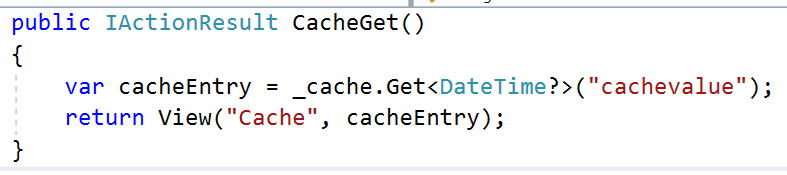 public IActionResult CacheGet()
{
    var cacheEntry = _cache.Get<DateTime?>("cachevalue");
    return View("Cache", cacheEntry);
}